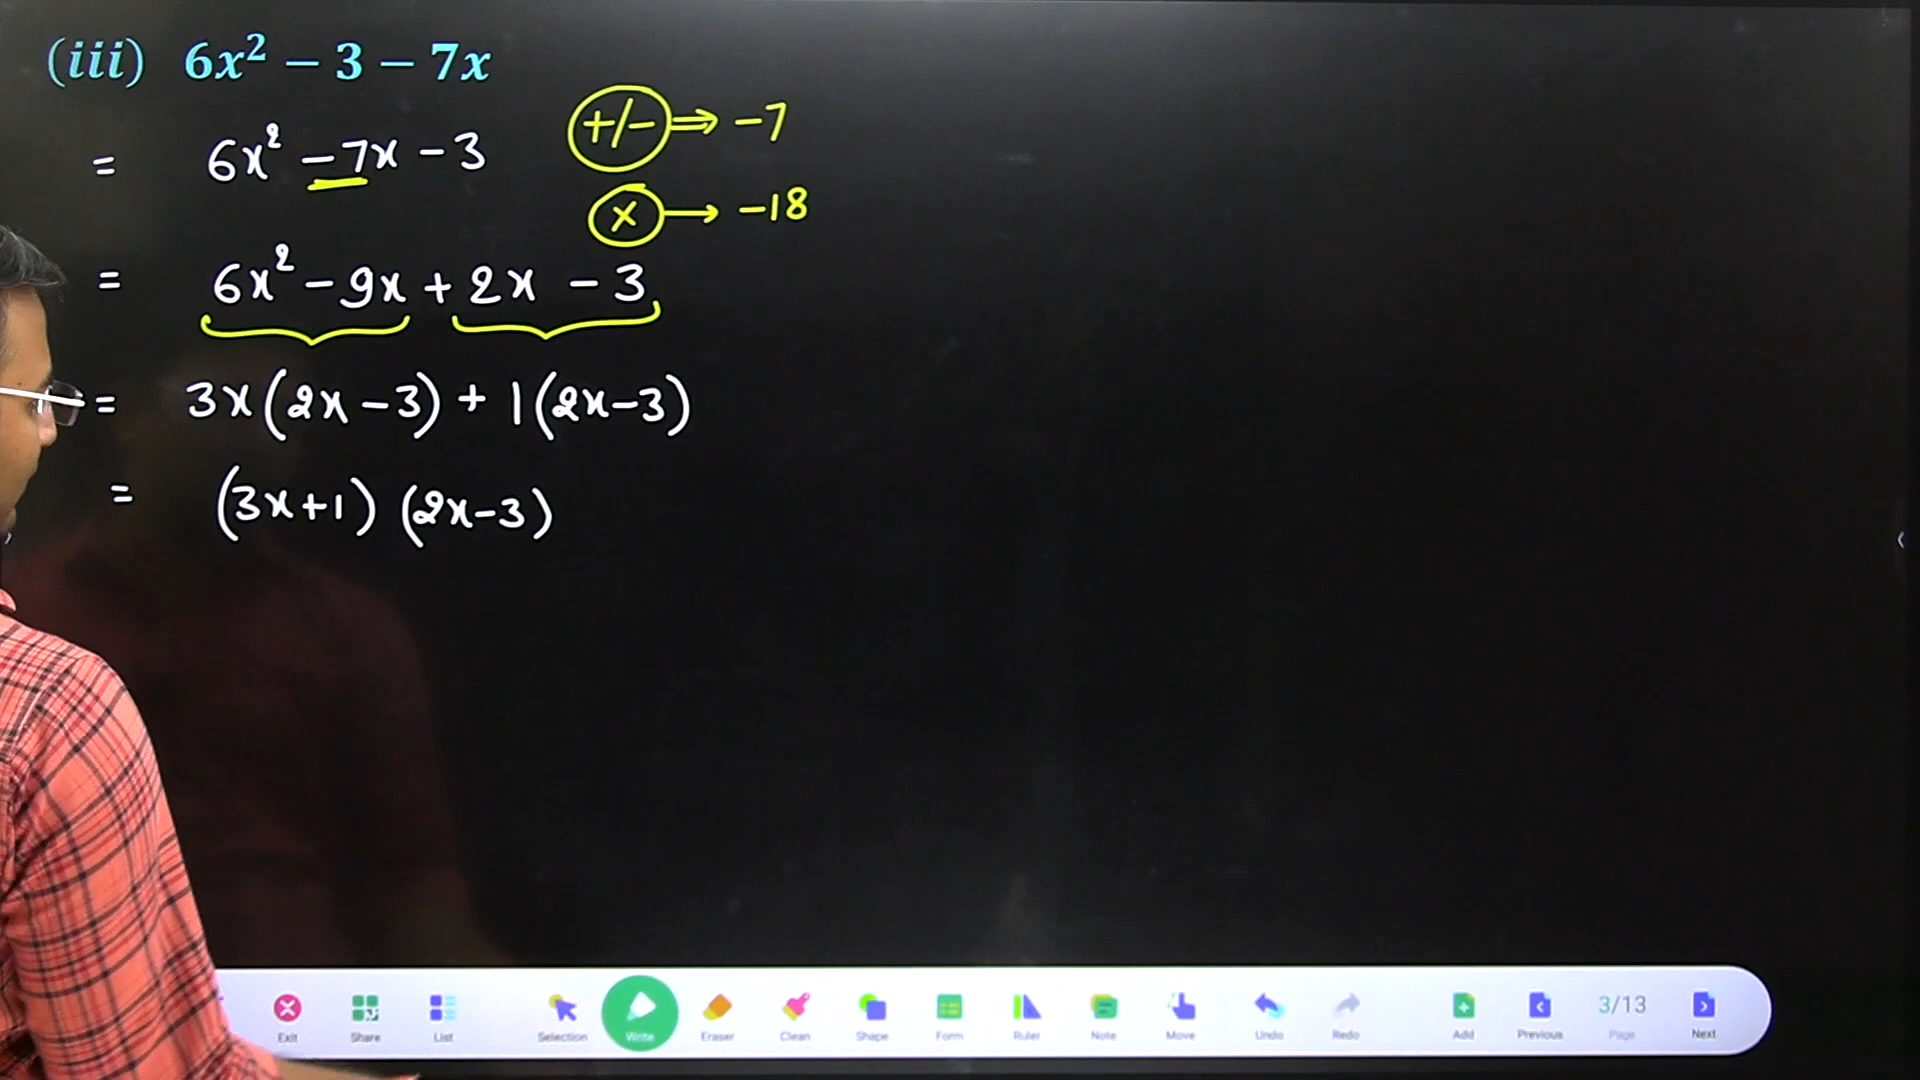 (iii) 6x² − 3 − 7x
= 6x² − 7x − 3
+/− ⇒ −7
× → −18
= 6x² − 9x + 2x − 3
= 3x(2x − 3) + 1(2x − 3)
= (3x + 1) (2x − 3)
Exit Share List Selection Write Eraser Clean Shape Form Ruler Note Move Undo Redo Add Previous 3/13 Page Next